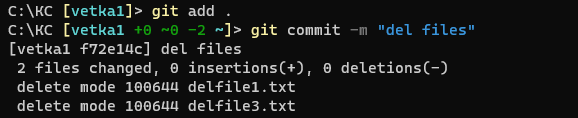 C:\KC [vetka1]> git add .
C:\KC [vetka1 +0 ~0 -2 ~]> git commit -m "del files"
[vetka1 f72e14c] del files
 2 files changed, 0 insertions(+), 0 deletions(-)
 delete mode 100644 delfile1.txt
 delete mode 100644 delfile3.txt